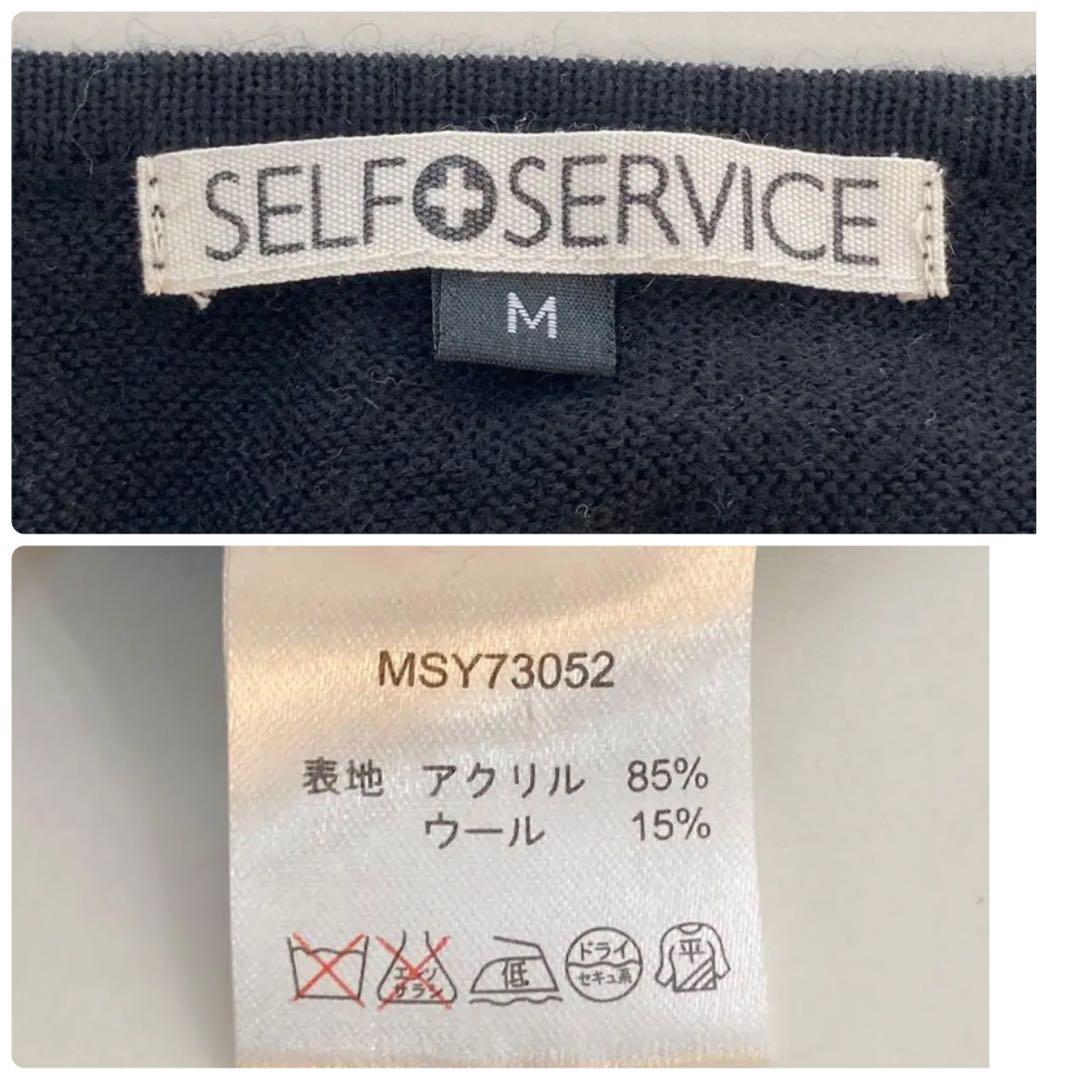 SELF SERVICE
M
MSY73052
表地 アクリル 85%
ウール 15%
エンソ 低 ドライ 平
サラシ セキユ系